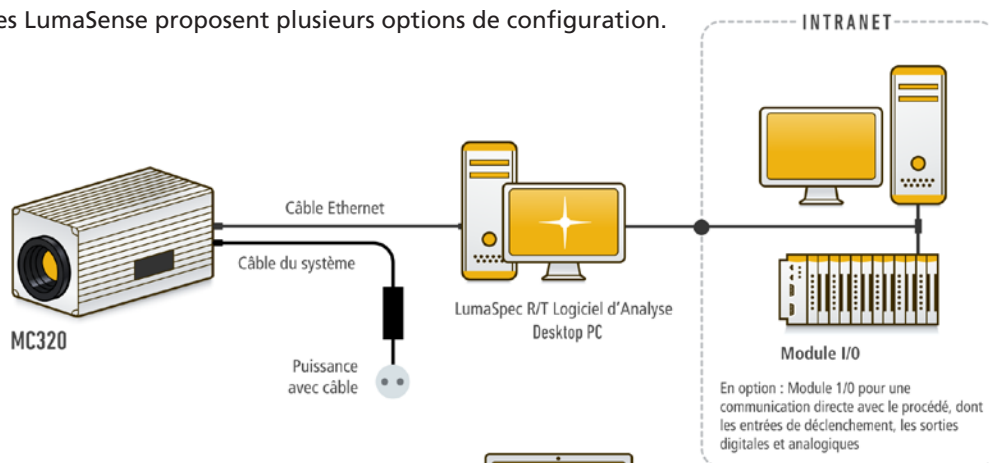 es LumaSense proposent plusieurs options de configuration.
INTRANET
Câble Ethernet
Câble du système
MC320
Puissance
avec câble
LumaSpec R/T Logiciel d'Analyse
Desktop PC
Module I/0
En option : Module 1/0 pour une
communication directe avec le procédé, dont
les entrées de déclenchement, les sorties
digitales et analogiques